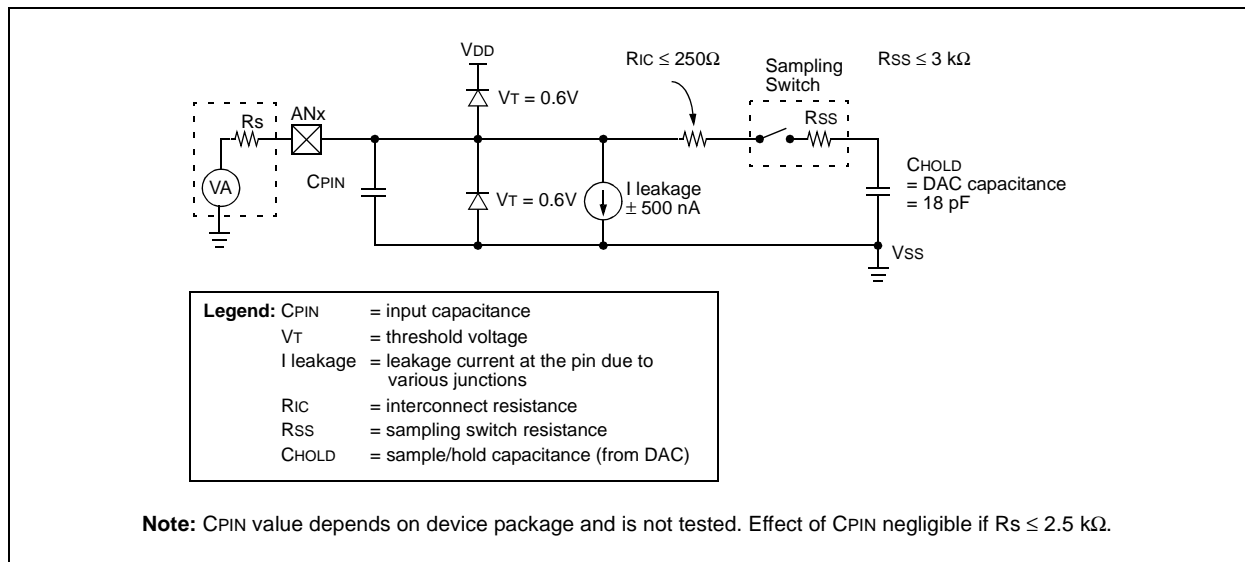 VDD
RIC ≤ 250Ω
Sampling
Switch
RSS ≤ 3 kΩ
VT = 0.6V
Rs
ANx
RSS
VA
CPIN
VT = 0.6V
I leakage
± 500 nA
CHOLD
= DAC capacitance
= 18 pF
VSS
Legend: CPIN = input capacitance
VT = threshold voltage
I leakage = leakage current at the pin due to
various junctions
RIC = interconnect resistance
RSS = sampling switch resistance
CHOLD = sample/hold capacitance (from DAC)
Note: CPIN value depends on device package and is not tested. Effect of CPIN negligible if Rs ≤ 2.5 kΩ.